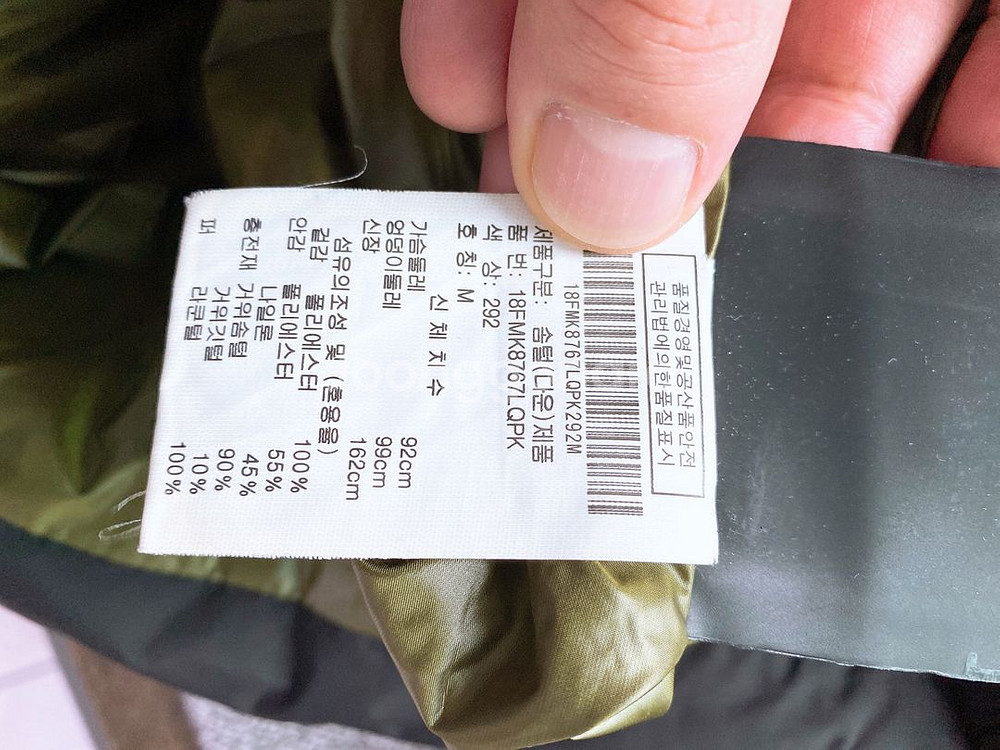 품질경영및공산품안전
관리법에의한품질표시
18FMK8767LQPK292M
제품구분: 솜털(다운)제품
품 번: 18FMK8767LQPK
색 상: 292
호 칭: M
신 체 치 수
가슴둘레 92cm
엉덩이둘레 99cm
신장 162cm
섬유의조성 및 (혼용율)
겉감 폴리에스터 100%
안감 폴리에스터 55%
나일론 45%
충전재 거위솜털 90%
거위깃털 10%
퍼 라쿤털 100%